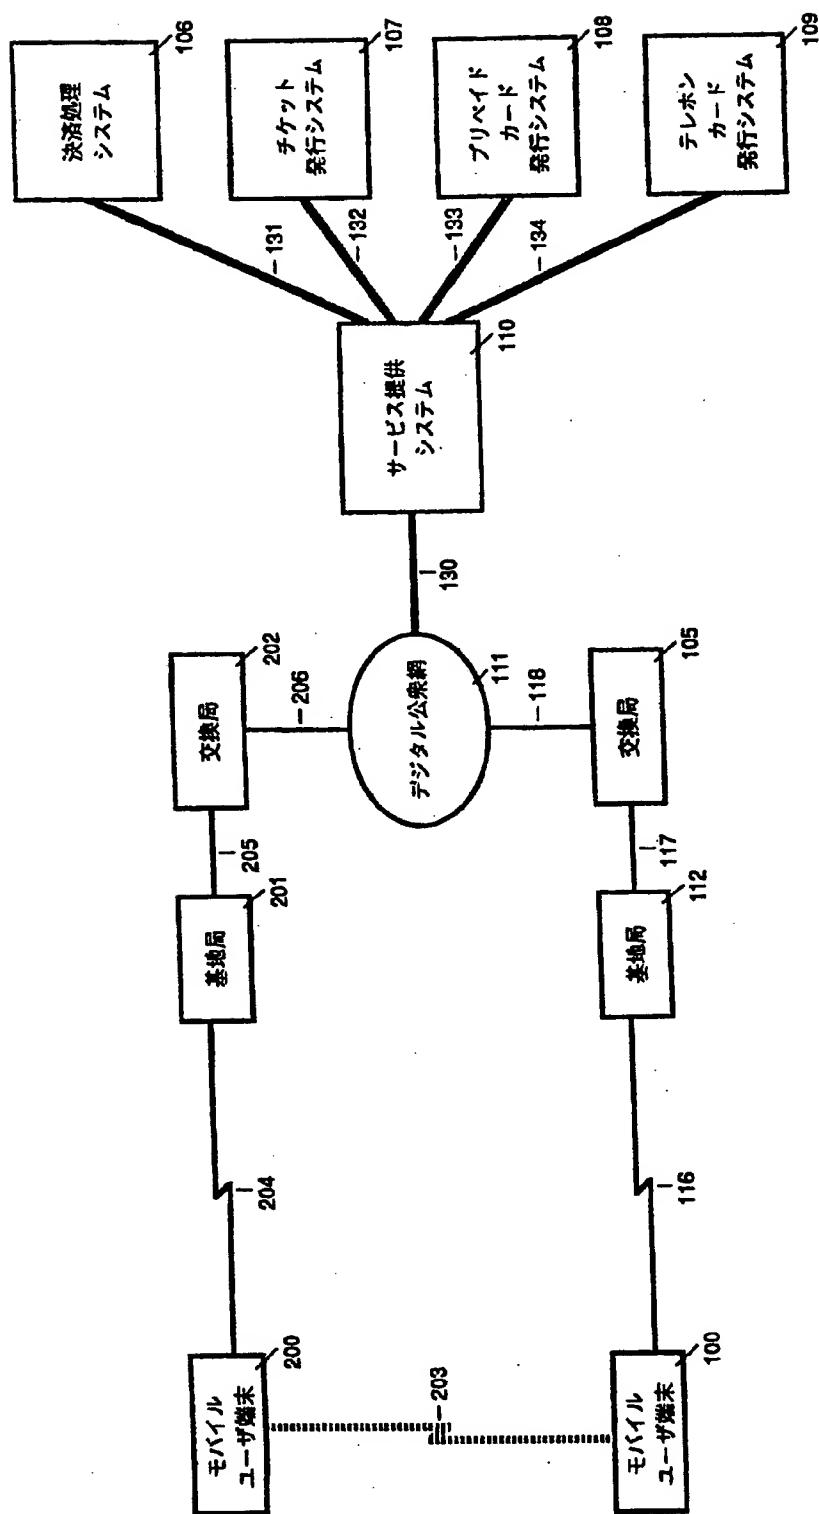 モバイル
ユーザ端末
200
204
基地局
201
205
交換局
202
206
203
モバイル
ユーザ端末
100
116
基地局
112
117
交換局
105
118
デジタル公衆網
111
130
サービス提供
システム
110
131
132
133
134
決済処理
システム
106
チケット
発行システム
107
プリペイド
カード
発行システム
108
テレホン
カード
発行システム
109